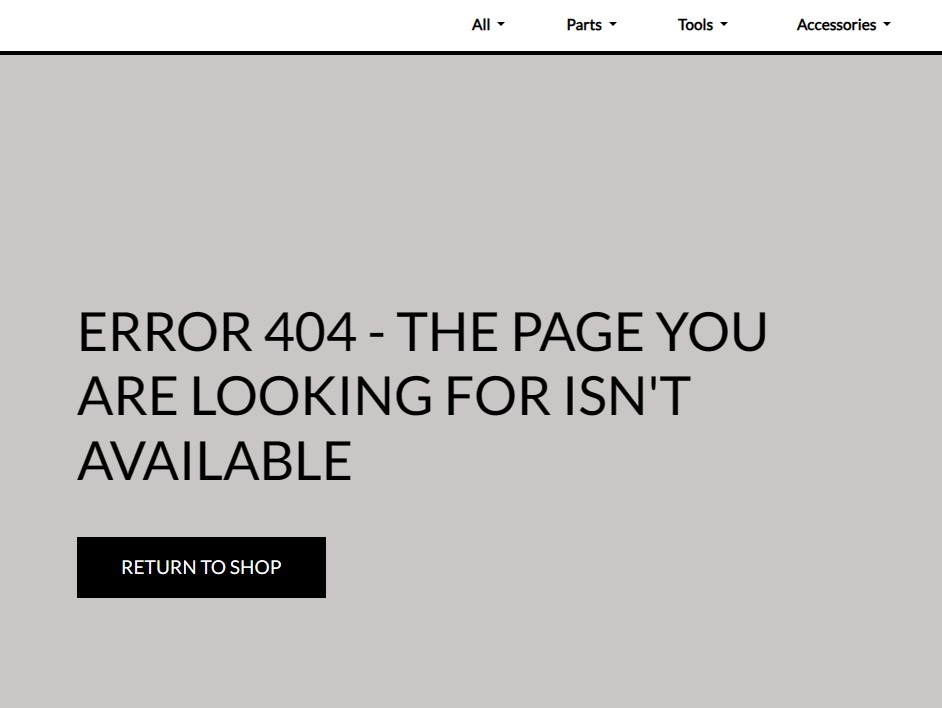 All Parts Tools Accessories
ERROR 404 - THE PAGE YOU
ARE LOOKING FOR ISN'T
AVAILABLE
RETURN TO SHOP